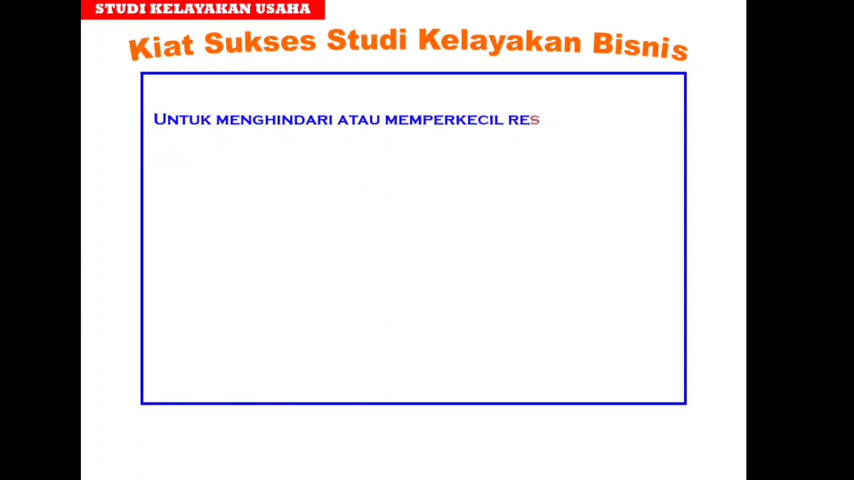 STUDI KELAYAKAN USAHA
Kiat Sukses Studi Kelayakan Bisnis
UNTUK MENGHINDARI ATAU MEMPERKECIL RES